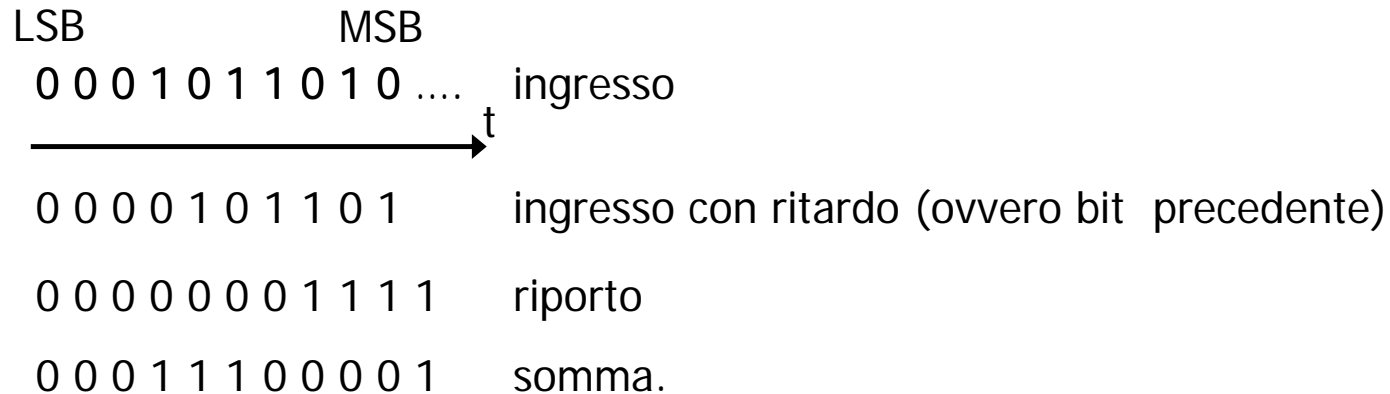 LSB MSB
0 0 0 1 0 1 1 0 1 0 .... ingresso
t
0 0 0 0 1 0 1 1 0 1 ingresso con ritardo (ovvero bit precedente)
0 0 0 0 0 0 0 1 1 1 1 riporto
0 0 0 1 1 1 0 0 0 0 1 somma.